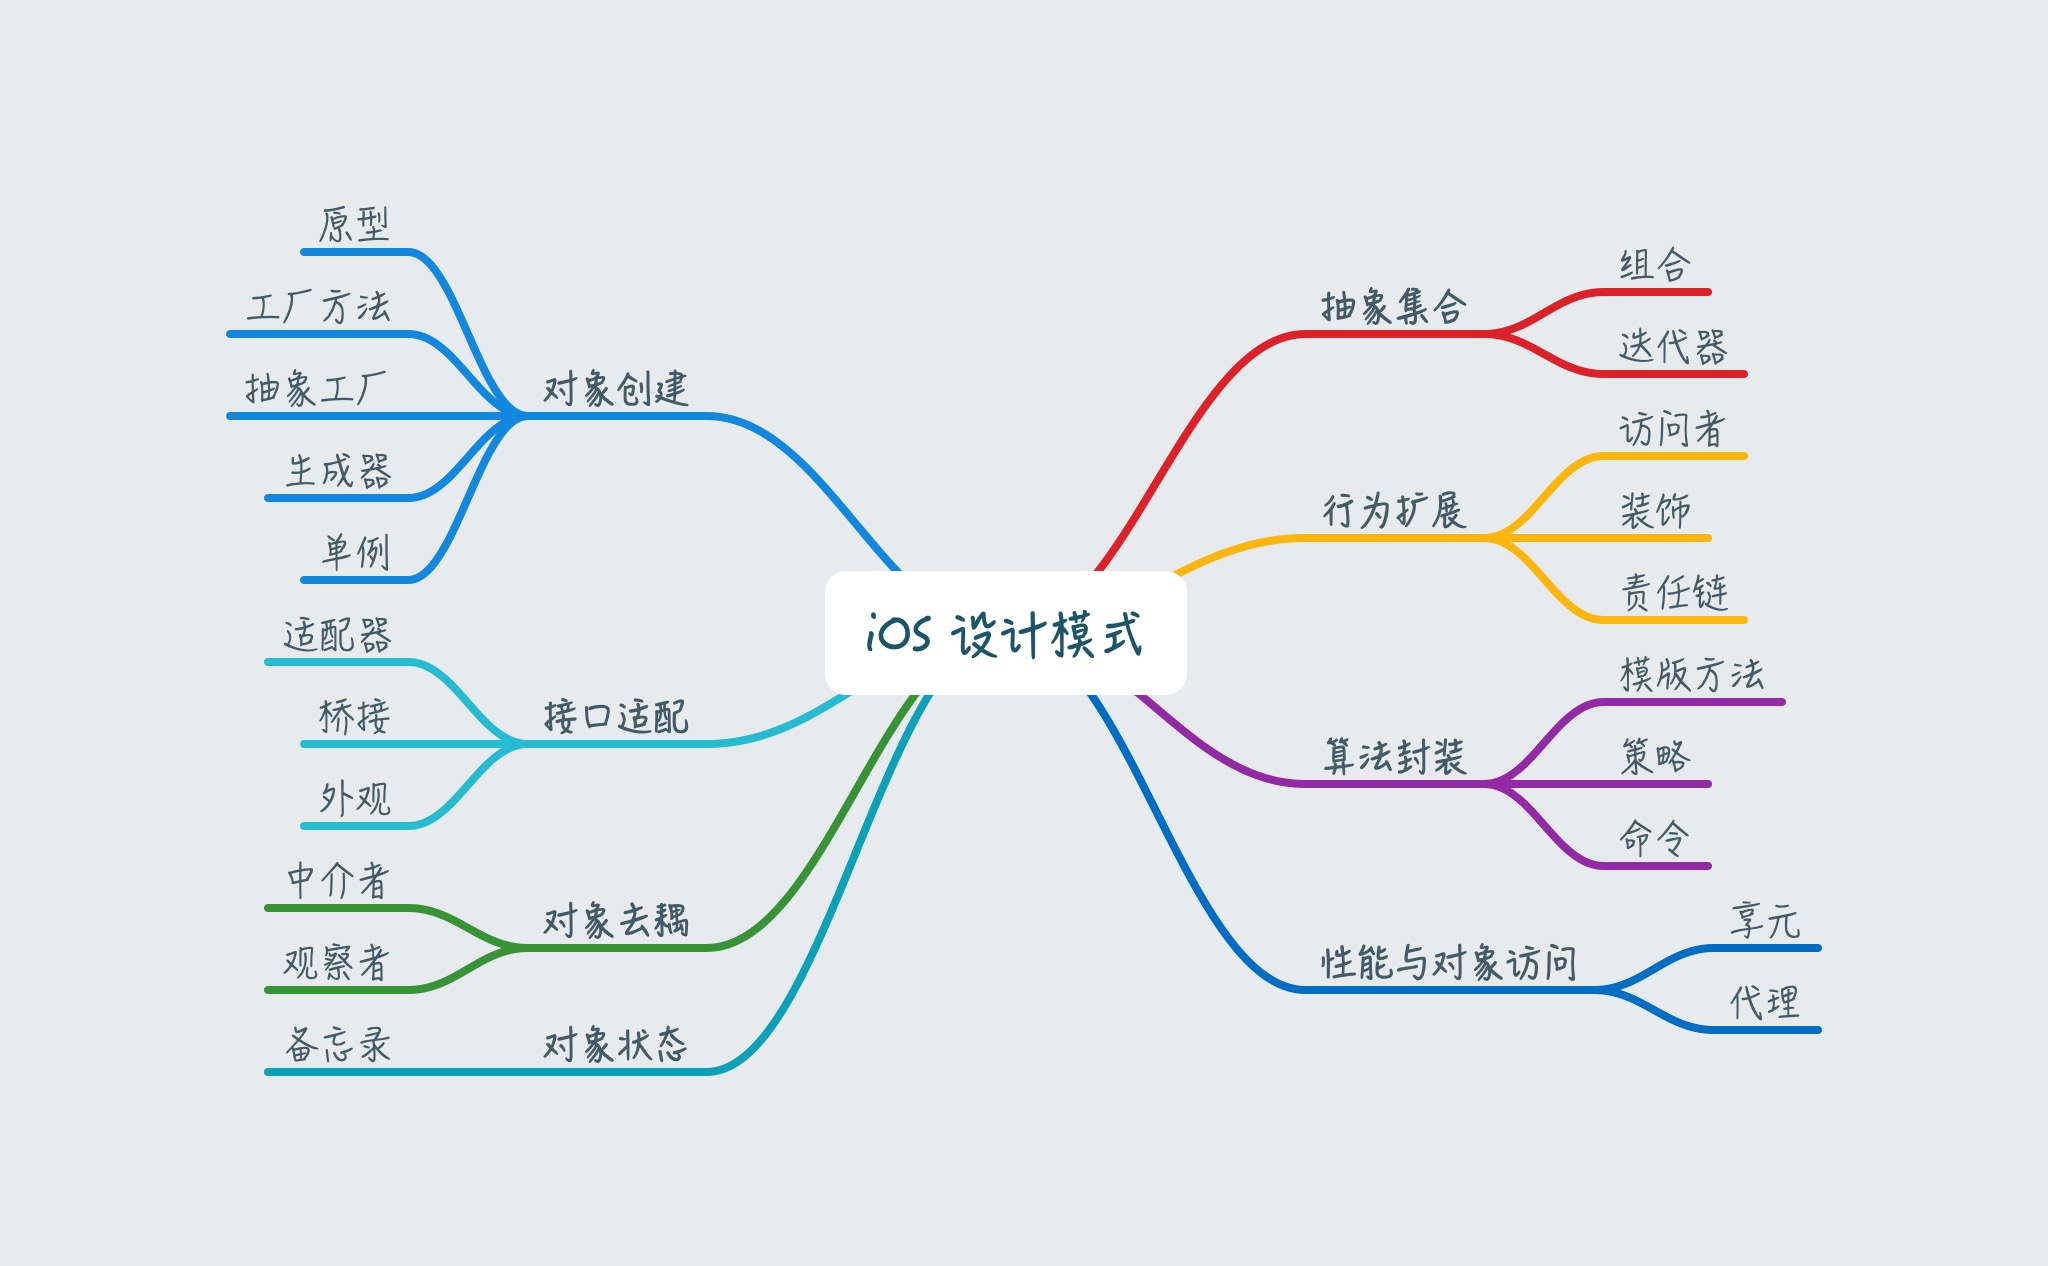 iOS 设计模式
对象创建
原型
工厂方法
抽象工厂
生成器
单例
接口适配
适配器
桥接
外观
对象去耦
中介者
观察者
对象状态
备忘录
抽象集合
组合
迭代器
行为扩展
访问者
装饰
责任链
算法封装
模版方法
策略
命令
性能与对象访问
享元
代理